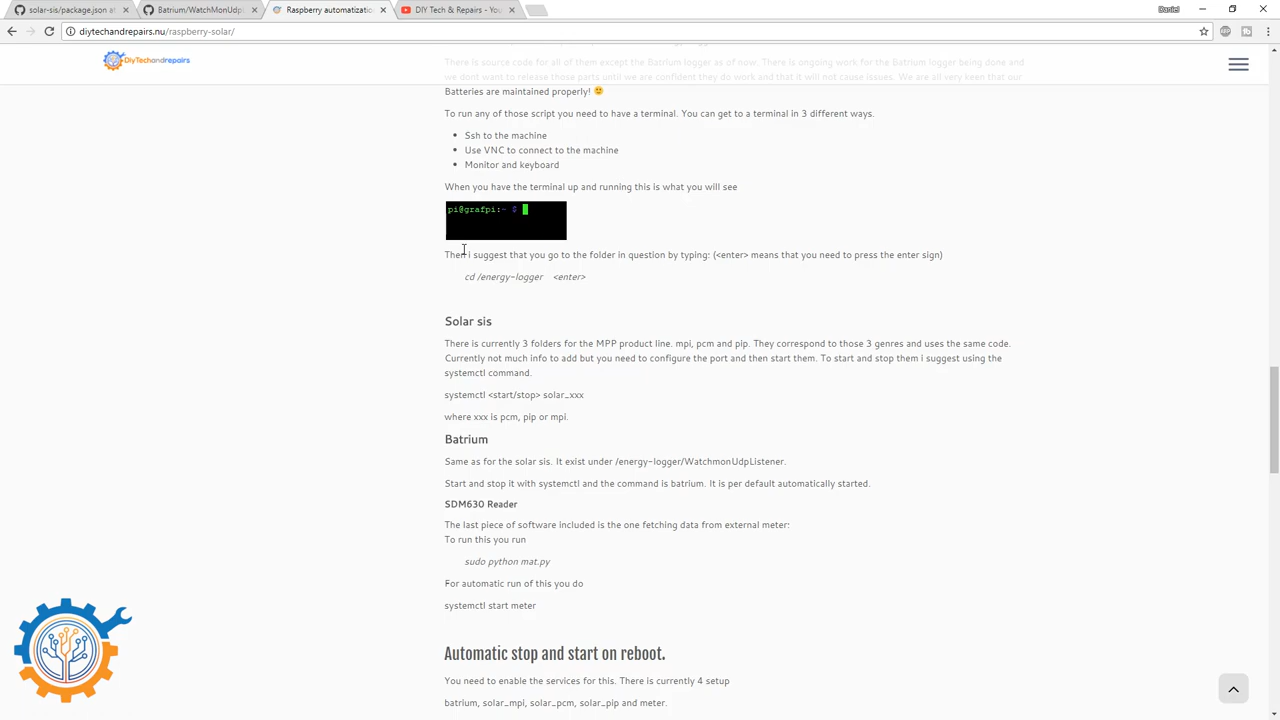 solar-sis/package.json at
Batrium/WatchMonUdpL
Raspberry automatizatio
DIY Tech & Repairs - You
Daniel
diytechandrepairs.nu/raspberry-solar/
DiyTechandrepairs
There is source code for all of them except the Batrium logger as of now, There is ongoing work for the Batrium logger being done and
we dont want to release those parts until we are confident they do work and that it will not cause issues. We are all very keen that our
Batteries are maintained properly! 🙂
To run any of those script you need to have a terminal. You can get to a terminal in 3 different ways.
Ssh to the machine
Use VNC to connect to the machine
Monitor and keyboard
When you have the terminal up and running this is what you will see
pi@grafpi:~ $
Then i suggest that you go to the folder in question by typing: (<enter> means that you need to press the enter sign)
cd /energy-logger <enter>
Solar sis
There is currently 3 folders for the MPP product line. mpi, pcm and pip. They correspond to those 3 genres and uses the same code.
Currently not much info to add but you need to configure the port and then start them. To start and stop them i suggest using the
systemctl command.
systemctl <start/stop> solar_xxx
where xxx is pcm, pip or mpi.
Batrium
Same as for the solar sis. It exist under /energy-logger/WatchmonUdpListener.
Start and stop it with systemctl and the command is batrium. It is per default automatically started.
SDM630 Reader
The last piece of software included is the one fetching data from external meter:
To run this you run
sudo python mat.py
For automatic run of this you do
systemctl start meter
Automatic stop and start on reboot.
You need to enable the services for this. There is currently 4 setup
batrium, solar_mpi, solar_pcm, solar_pip and meter.